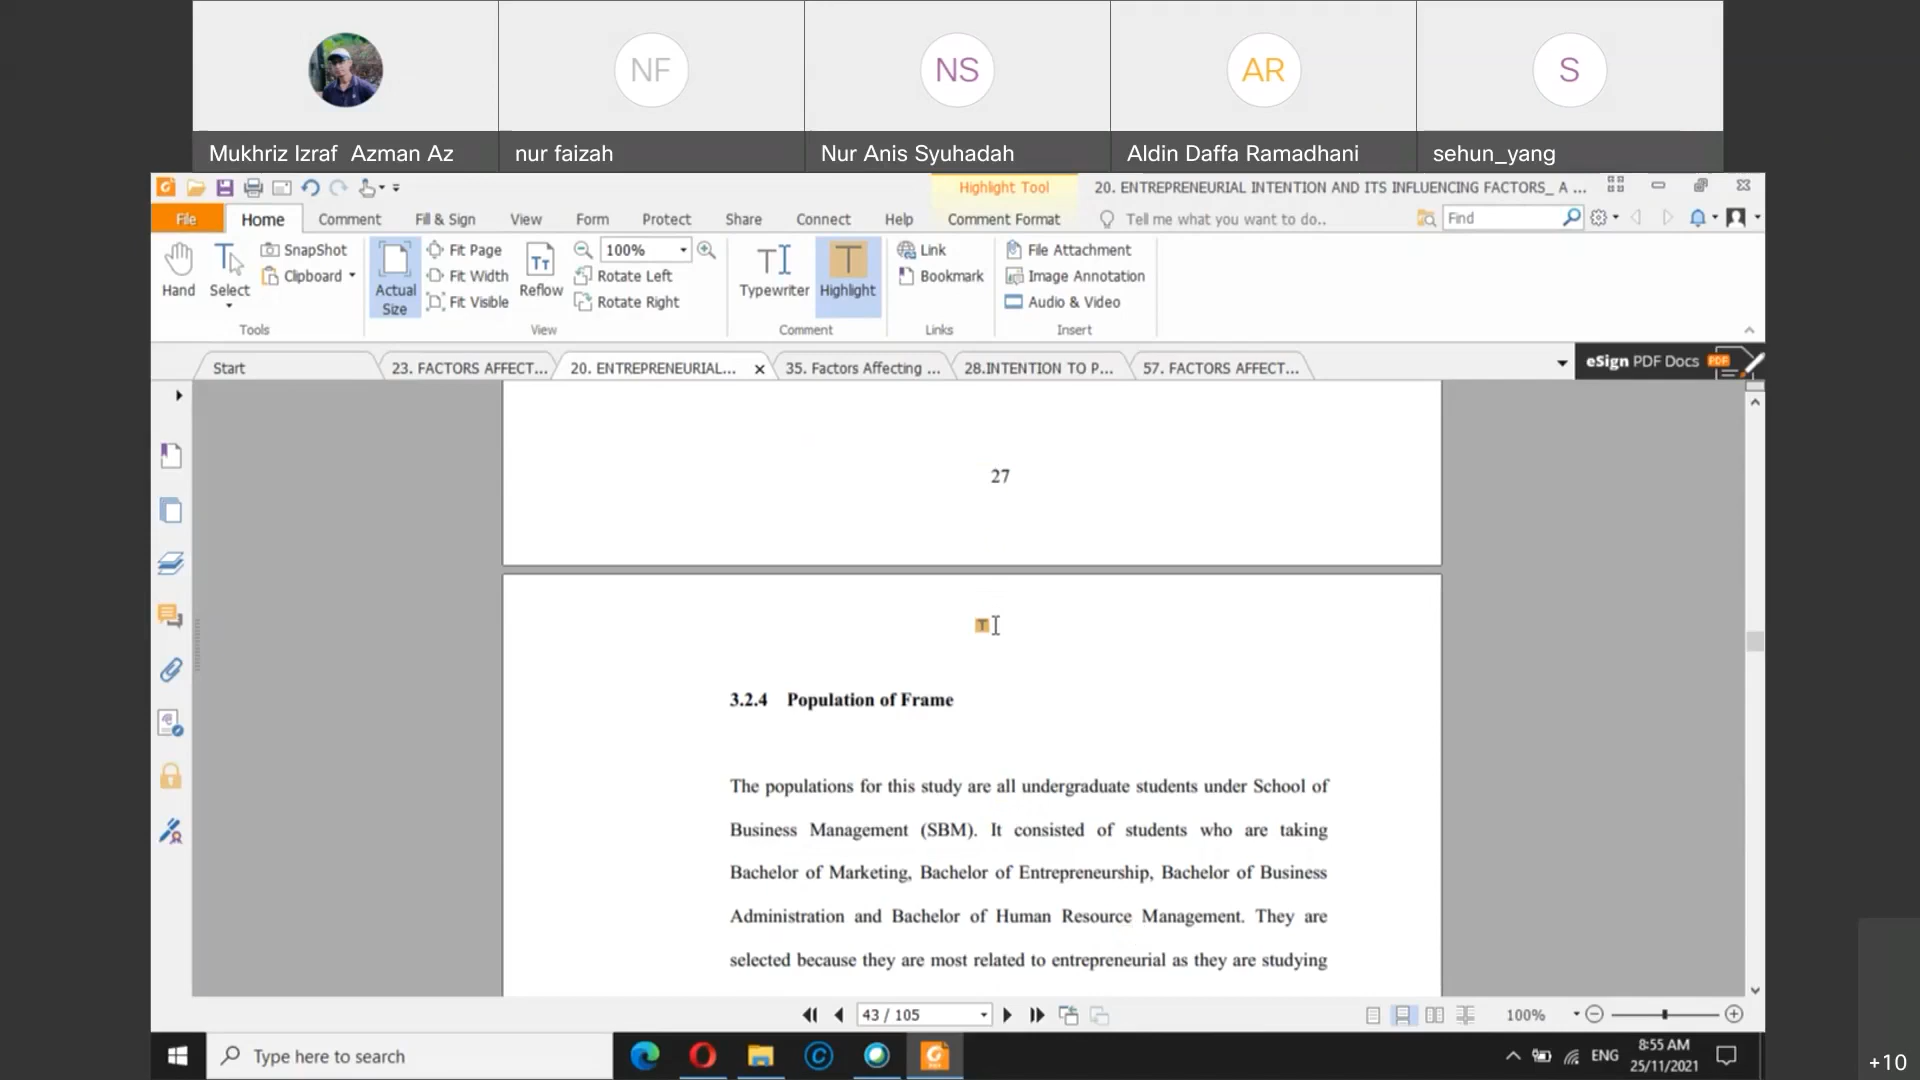 NF
NS
AR
S
Mukhriz Izraf Azman Az
nur faizah
Nur Anis Syuhadah
Aldin Daffa Ramadhani
sehun_yang
Highlight Tool
20. ENTREPRENEURIAL INTENTION AND ITS INFLUENCING FACTORS_ A ...
File
Home
Comment
Fill & Sign
View
Form
Protect
Share
Connect
Help
Comment Format
Tell me what you want to do..
Find
Hand
Select
SnapShot
Clipboard
Tools
Actual Size
Fit Page
Fit Width
Fit Visible
Reflow
100%
Rotate Left
Rotate Right
View
Typewriter
Highlight
Comment
Link
Bookmark
Links
File Attachment
Image Annotation
Audio & Video
Insert
Start
23. FACTORS AFFECT...
20. ENTREPRENEURIAL...
35. Factors Affecting ...
28.INTENTION TO P...
57. FACTORS AFFECT...
eSign PDF Docs
PDF
27
3.2.4 Population of Frame
The populations for this study are all undergraduate students under School of
Business Management (SBM). It consisted of students who are taking
Bachelor of Marketing, Bachelor of Entrepreneurship, Bachelor of Business
Administration and Bachelor of Human Resource Management. They are
selected because they are most related to entrepreneurial as they are studying
43 / 105
100%
Type here to search
ENG
8:55 AM
25/11/2021
+10